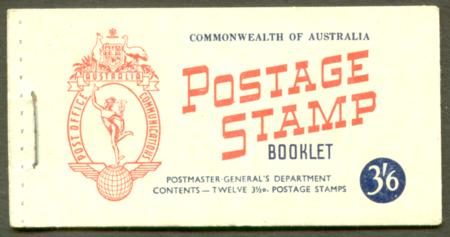 COMMONWEALTH OF AUSTRALIA
AUSTRALIA
POST OFFICE COMMUNICATIONS
POSTAGE
STAMP
BOOKLET
POSTMASTER-GENERAL'S DEPARTMENT
CONTENTS — TWELVE 3½D. POSTAGE STAMPS
3/6